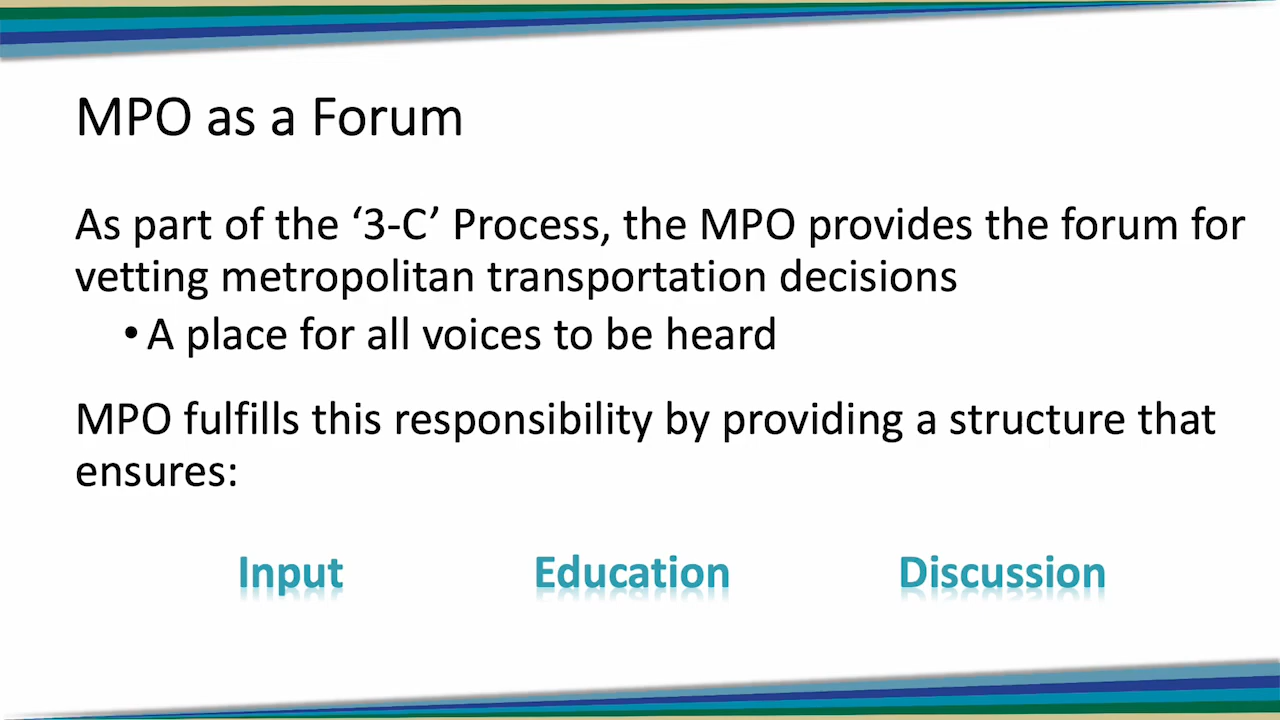 MPO as a Forum
As part of the ‘3-C’ Process, the MPO provides the forum for
vetting metropolitan transportation decisions
• A place for all voices to be heard
MPO fulfills this responsibility by providing a structure that
ensures:
Input Education Discussion